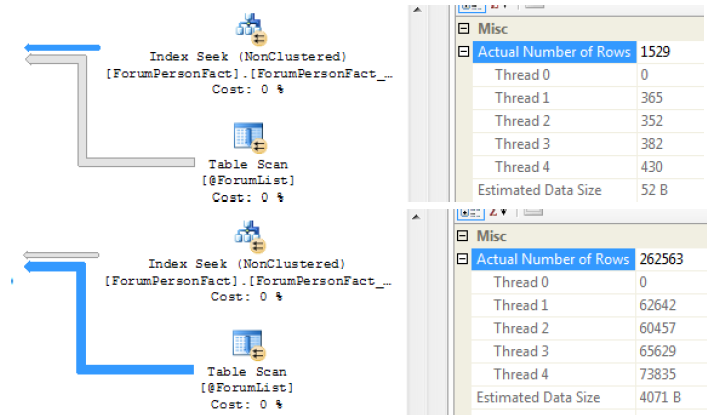 Index Seek (NonClustered)
[ForumPersonFact].[ForumPersonFact_…
Cost: 0 %
Table Scan
[@ForumList]
Cost: 0 %
Misc
Actual Number of Rows 1529
Thread 0 0
Thread 1 365
Thread 2 352
Thread 3 382
Thread 4 430
Estimated Data Size 52 B
Index Seek (NonClustered)
[ForumPersonFact].[ForumPersonFact_…
Cost: 0 %
Table Scan
[@ForumList]
Cost: 0 %
Misc
Actual Number of Rows 262563
Thread 0 0
Thread 1 62642
Thread 2 60457
Thread 3 65629
Thread 4 73835
Estimated Data Size 4071 B